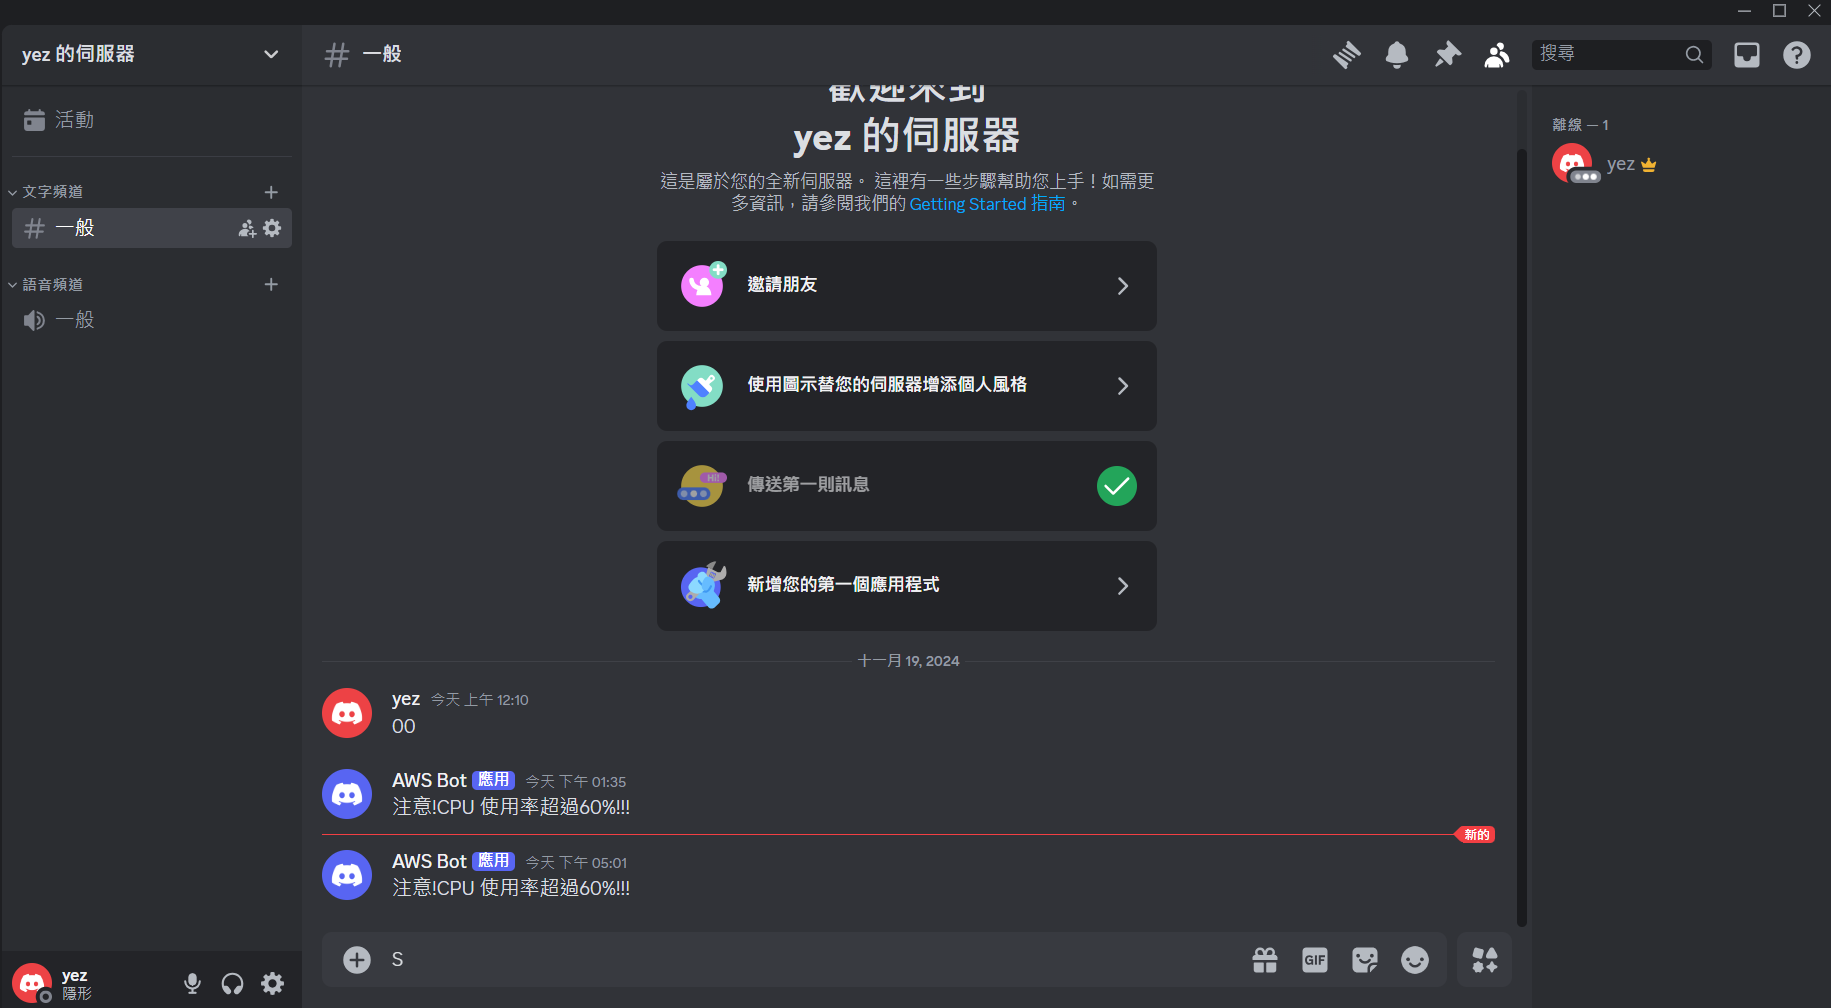 yez 的伺服器
一般
搜尋
活動
文字頻道
一般
語音頻道
一般
歡迎來到
yez 的伺服器
這是屬於您的全新伺服器。 這裡有一些步驟幫助您上手！如需更
多資訊，請參閱我們的 Getting Started 指南。
邀請朋友
使用圖示替您的伺服器增添個人風格
Hi!
傳送第一則訊息
新增您的第一個應用程式
十一月 19, 2024
yez 今天 上午 12:10
00
AWS Bot 應用 今天 下午 01:35
注意!CPU 使用率超過60%!!!
新的
AWS Bot 應用 今天 下午 05:01
注意!CPU 使用率超過60%!!!
S
GIF
離線 — 1
yez
yez
隱形